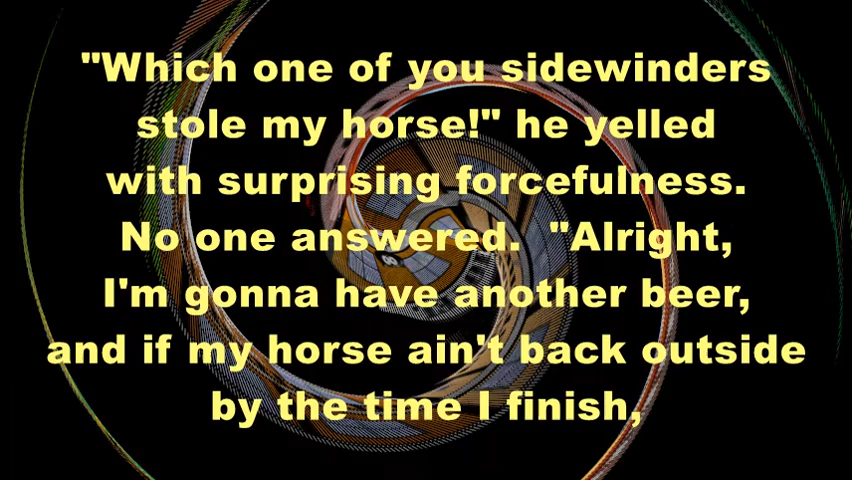 "Which one of you sidewinders
stole my horse!" he yelled
with surprising forcefulness.
No one answered.  "Alright,
I'm gonna have another beer,
and if my horse ain't back outside
by the time I finish,